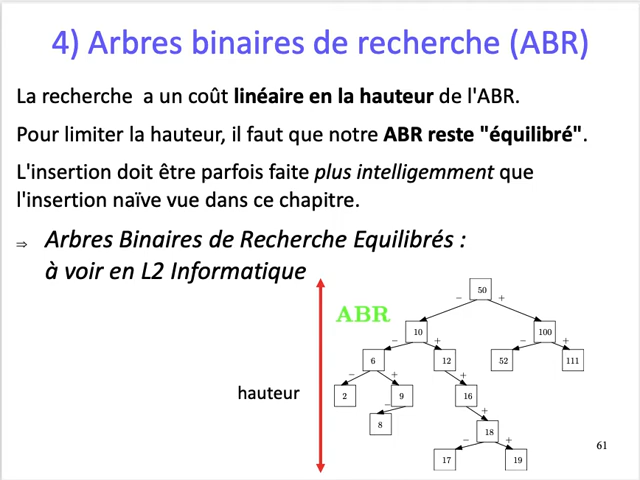 4) Arbres binaires de recherche (ABR)
La recherche a un coût linéaire en la hauteur de l'ABR.
Pour limiter la hauteur, il faut que notre ABR reste "équilibré".
L'insertion doit être parfois faite plus intelligemment que
l'insertion naïve vue dans ce chapitre.
⇒ Arbres Binaires de Recherche Equilibrés :
à voir en L2 Informatique
ABR
hauteur
50
− +
10 100
− + − +
6 12 52 111
− + +
2 9 16
− +
8 18
− +
17 19
61